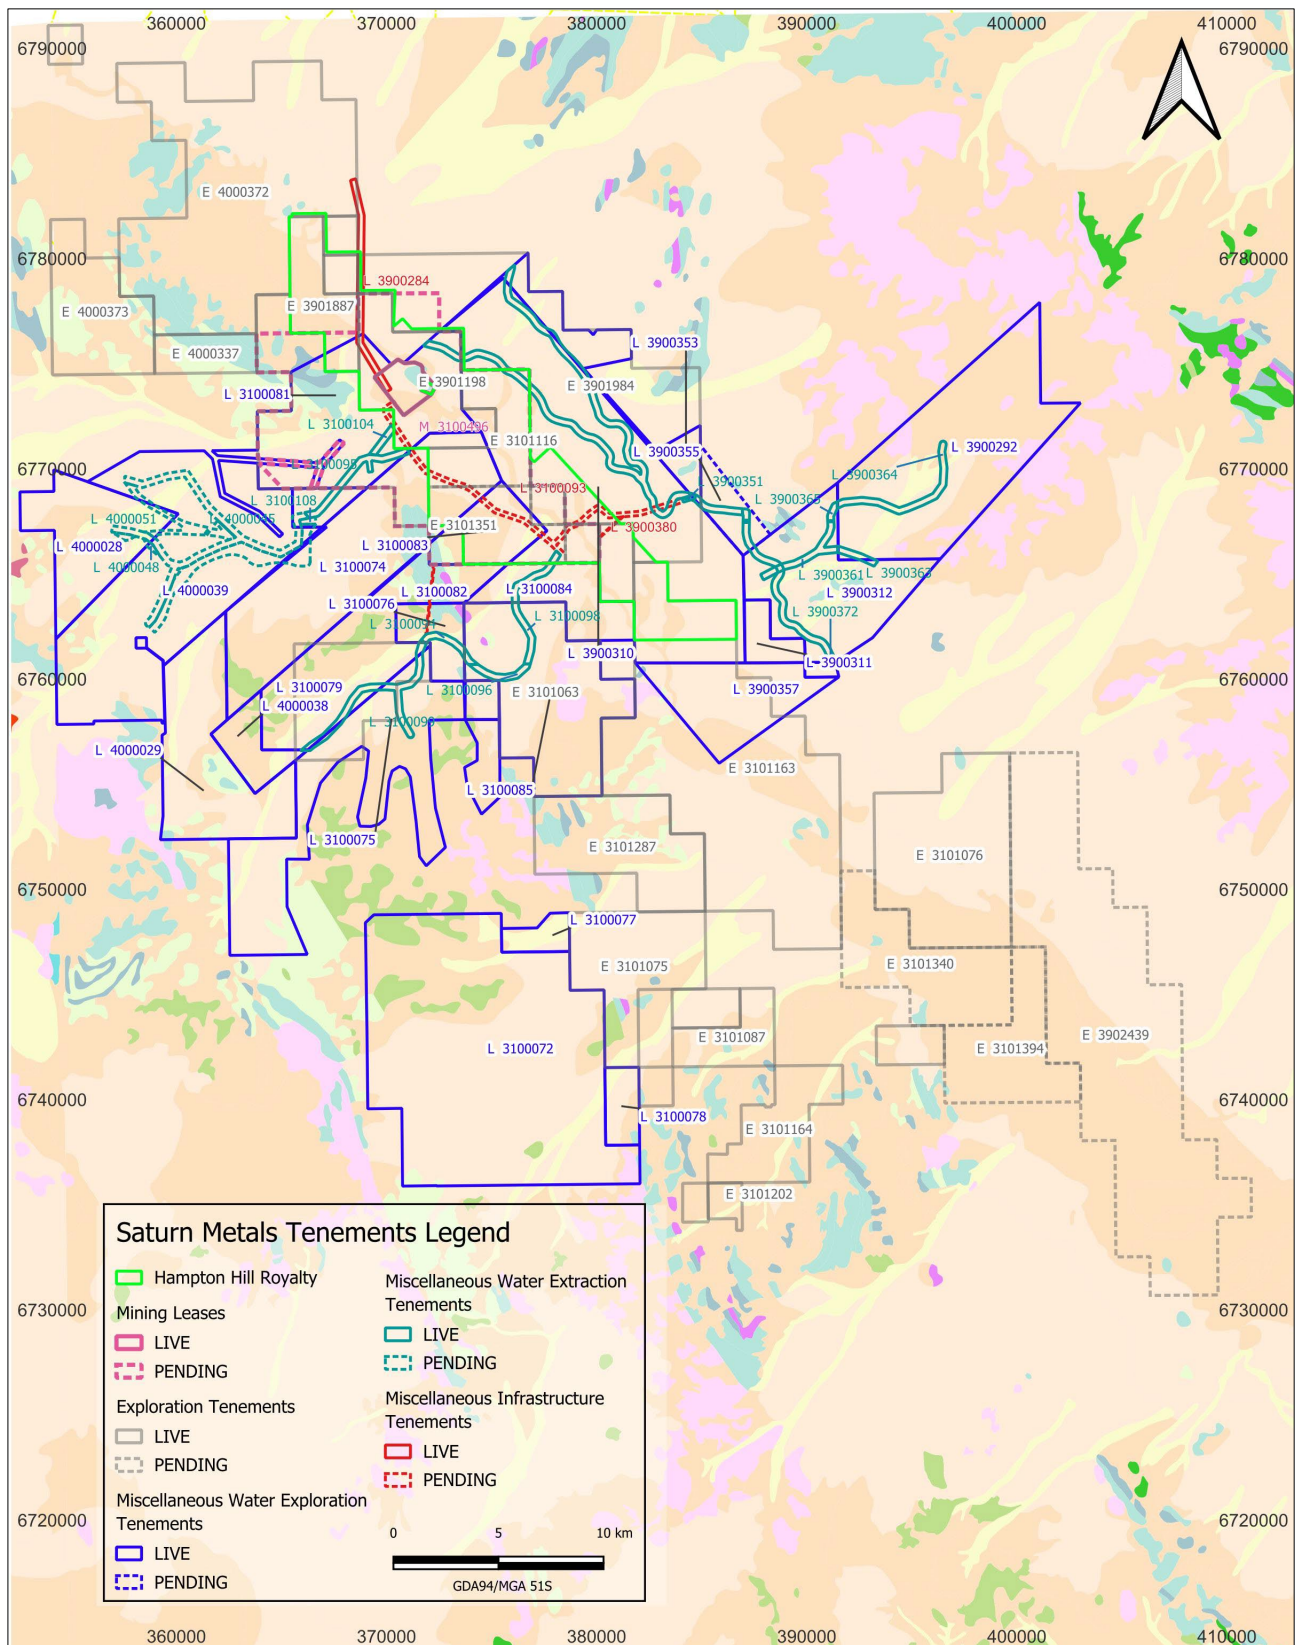 360000 370000 380000 390000 400000 410000
6790000 6790000
E 4000372
6780000 6780000
L 3900284
E 3901887
E 4000373
E 4000337
L 3900353
E 3901198
E 3901984
L 3100081
L 3100104
M 3100496
E 3101116
L 3900355
L 3900292
6770000 6770000
L 3100095
L 3900364
L 3900351
L 3100093
L 3100108
L 3900365
L 4000051
E 3101351
L 3900380
L 4000028
L 3100083
L 4000048
L 3100074
L 3900361
L 3900363
L 4000039
L 3100082
L 3100084
L 3900312
L 3100076
L 3900372
L 3100098
L 3100094
L 3900310
L 3900311
6760000 6760000
L 3100079
L 3100096
E 3101063
L 3900357
L 4000038
L 4000029
E 3101163
L 3100085
L 3100075
E 3101287
E 3101076
6750000 6750000
L 3100077
E 3101075
E 3101340
E 3101087
E 3902439
L 3100072
E 3101394
6740000 6740000
L 3100078
E 3101164
E 3101202
Saturn Metals Tenements Legend
Hampton Hill Royalty
Mining Leases
LIVE
PENDING
Exploration Tenements
LIVE
PENDING
Miscellaneous Water Exploration
Tenements
LIVE
PENDING
Miscellaneous Water Extraction
Tenements
LIVE
PENDING
Miscellaneous Infrastructure
Tenements
LIVE
PENDING
0 5 10 km
GDA94/MGA 51S
6730000 6730000
6720000 6720000
360000 370000 380000 390000 400000 410000